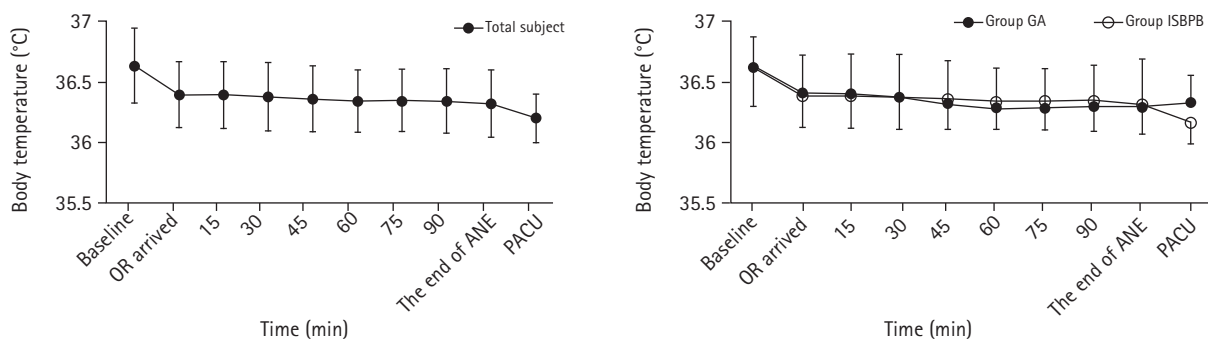 Body temperature (°C)
37
36.5
36
35.5
Total subject
Baseline
OR arrived
15
30
45
60
75
90
The end of ANE
PACU
Time (min)
Body temperature (°C)
37
36.5
36
35.5
Group GA
Group ISBPB
Baseline
OR arrived
15
30
45
60
75
90
The end of ANE
PACU
Time (min)